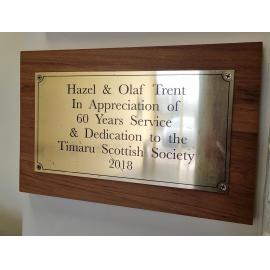 Hazel & Olaf Trent
In Appreciation of
60 Years Service
& Dedication to the
Timaru Scottish Society
2018